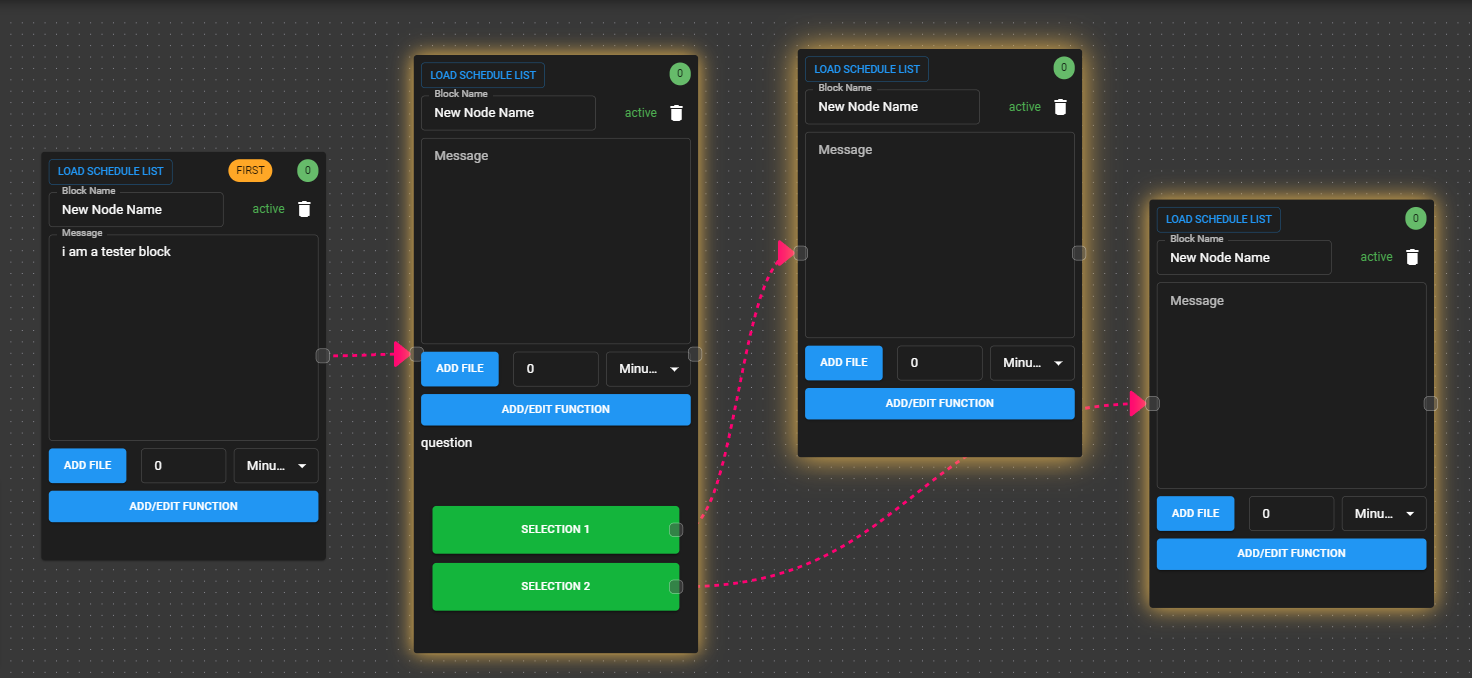 LOAD SCHEDULE LIST FIRST 0
Block Name
New Node Name active
Message
i am a tester block
ADD FILE 0 Minu...
ADD/EDIT FUNCTION
LOAD SCHEDULE LIST 0
Block Name
New Node Name active
Message
ADD FILE 0 Minu...
ADD/EDIT FUNCTION
question
SELECTION 1
SELECTION 2
LOAD SCHEDULE LIST 0
Block Name
New Node Name active
Message
ADD FILE 0 Minu...
ADD/EDIT FUNCTION
LOAD SCHEDULE LIST 0
Block Name
New Node Name active
Message
ADD FILE 0 Minu...
ADD/EDIT FUNCTION